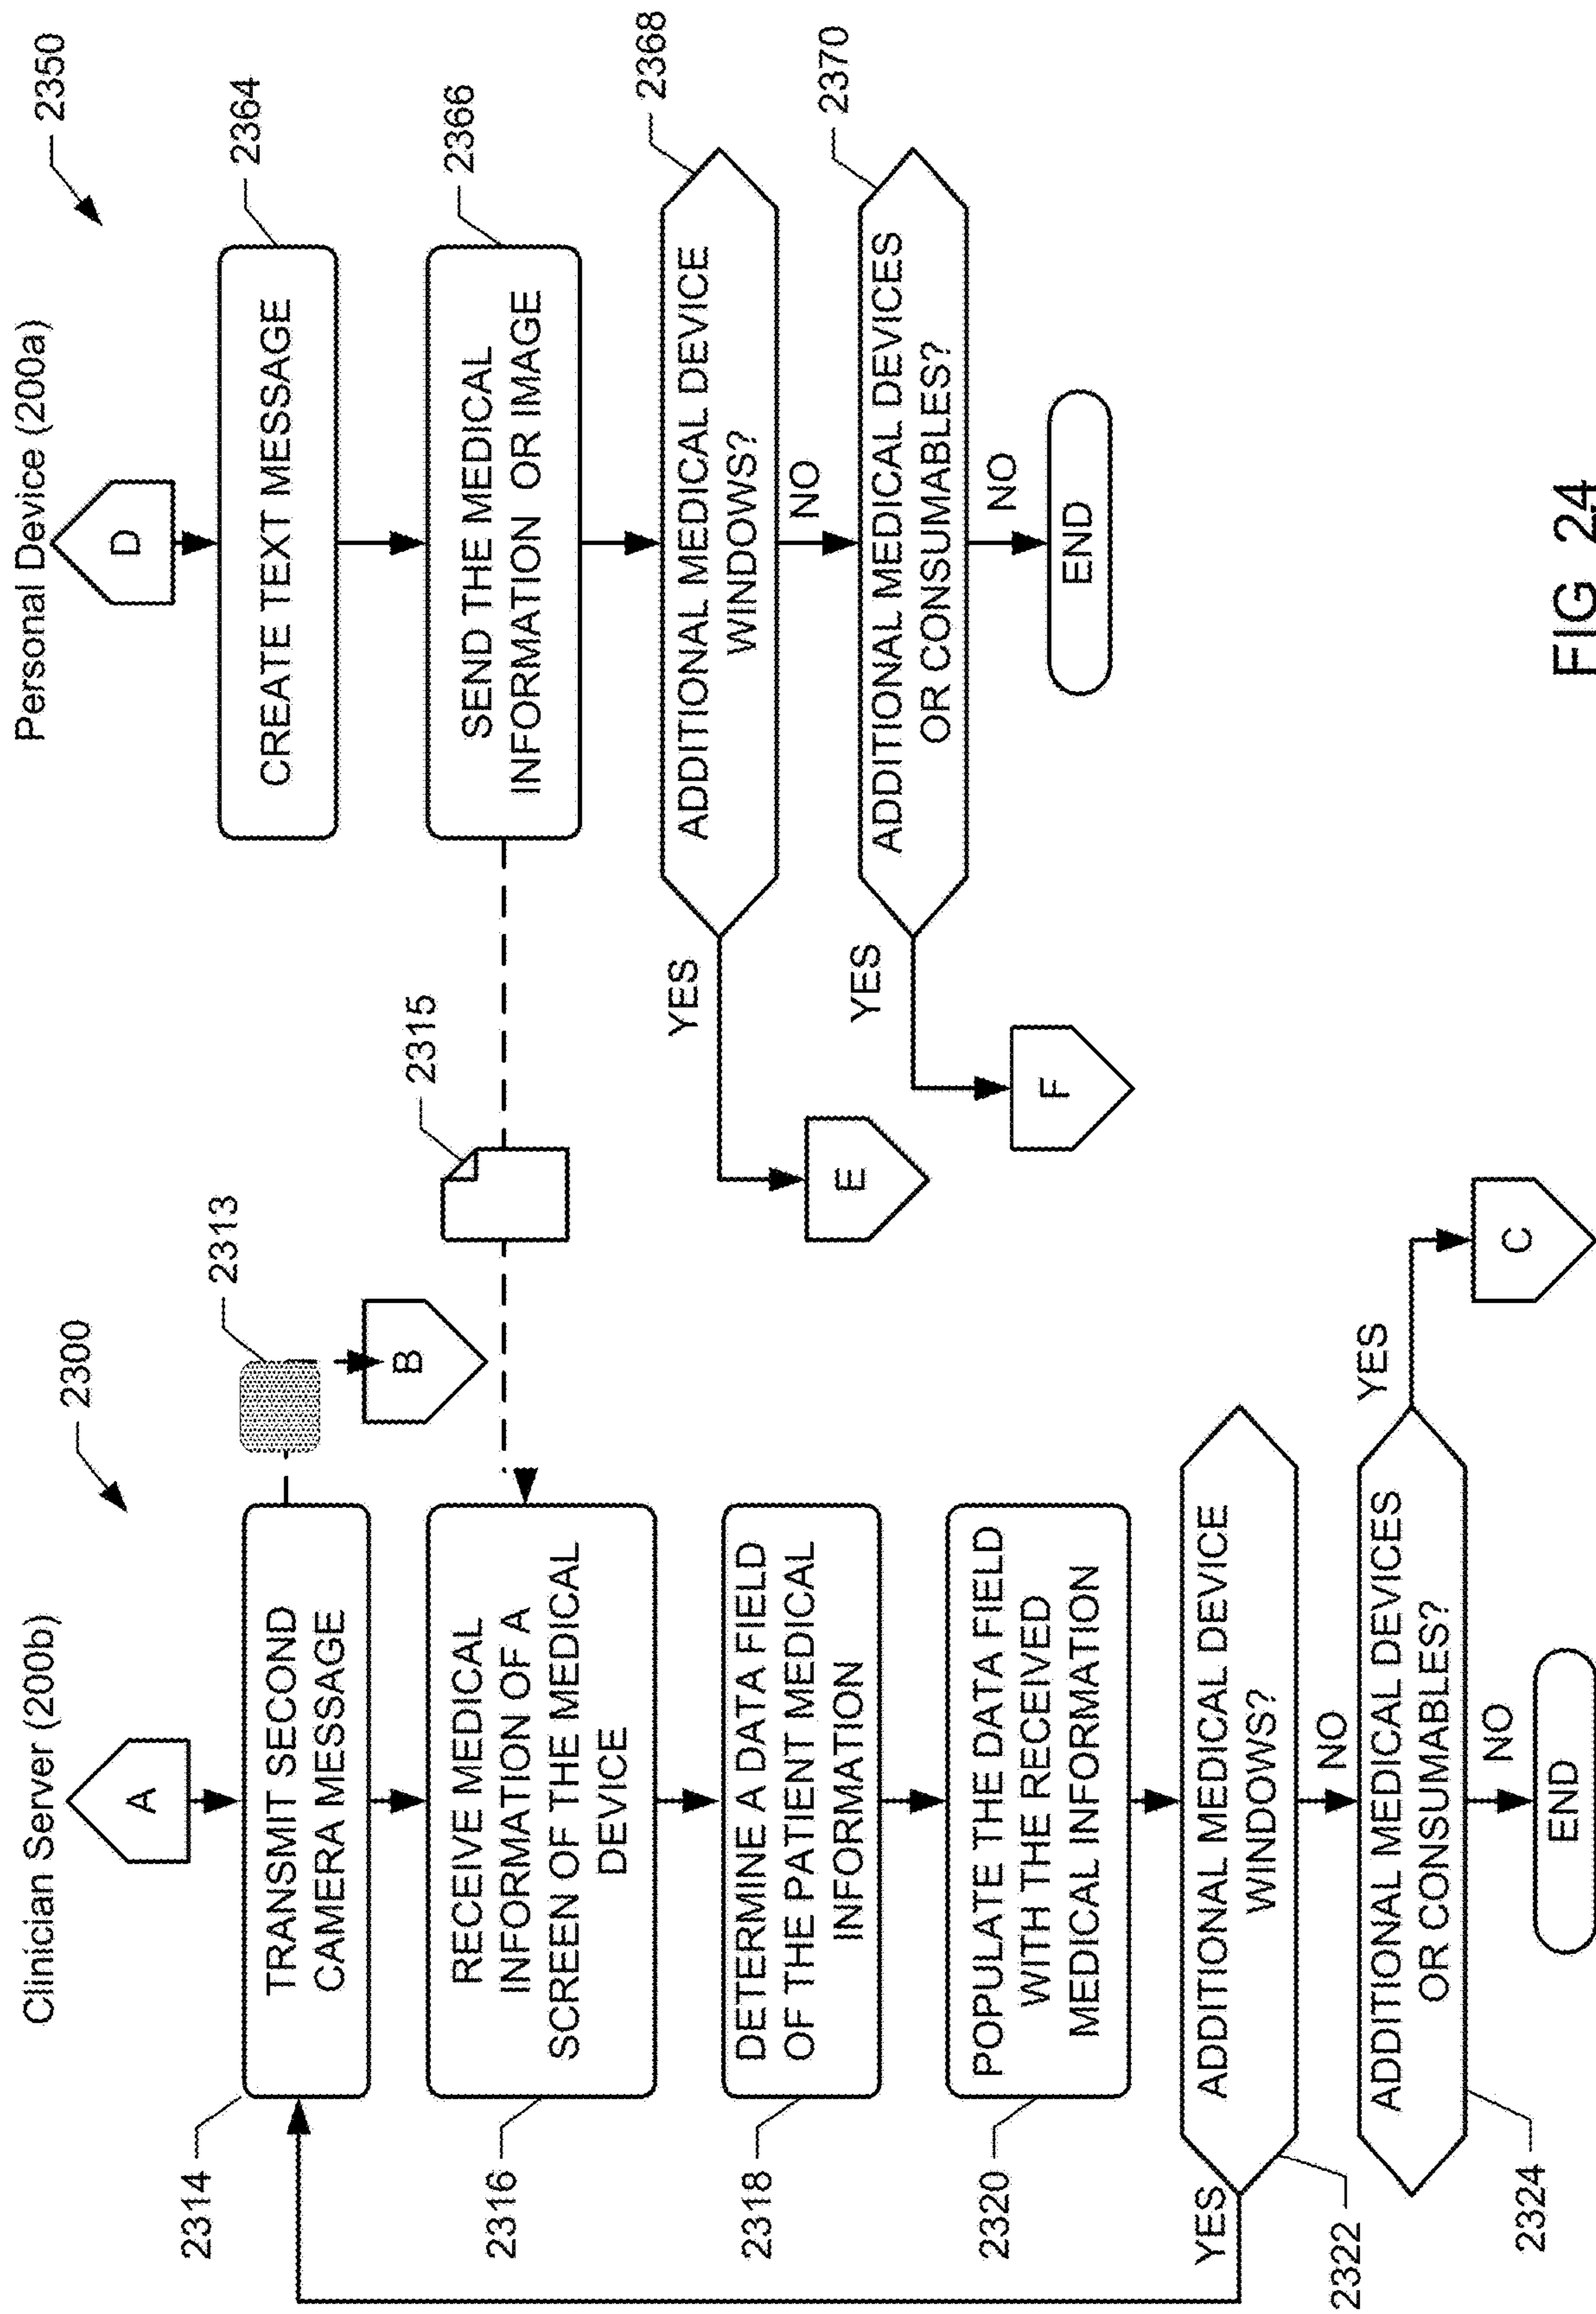 Clinician Server (200b)
2300
A
2314
TRANSMIT SECOND
CAMERA MESSAGE
2313
B
2316
RECEIVE MEDICAL
INFORMATION OF A
SCREEN OF THE MEDICAL
DEVICE
2315
2318
DETERMINE A DATA FIELD
OF THE PATIENT MEDICAL
INFORMATION
2320
POPULATE THE DATA FIELD
WITH THE RECEIVED
MEDICAL INFORMATION
YES
ADDITIONAL MEDICAL DEVICE
WINDOWS?
2322
NO
ADDITIONAL MEDICAL DEVICES
OR CONSUMABLES?
2324
YES
C
NO
END
Personal Device (200a)
2350
D
CREATE TEXT MESSAGE
2364
SEND THE MEDICAL
INFORMATION OR IMAGE
2366
ADDITIONAL MEDICAL DEVICE
WINDOWS?
2368
YES
E
NO
ADDITIONAL MEDICAL DEVICES
OR CONSUMABLES?
2370
YES
F
NO
END
FIG 24